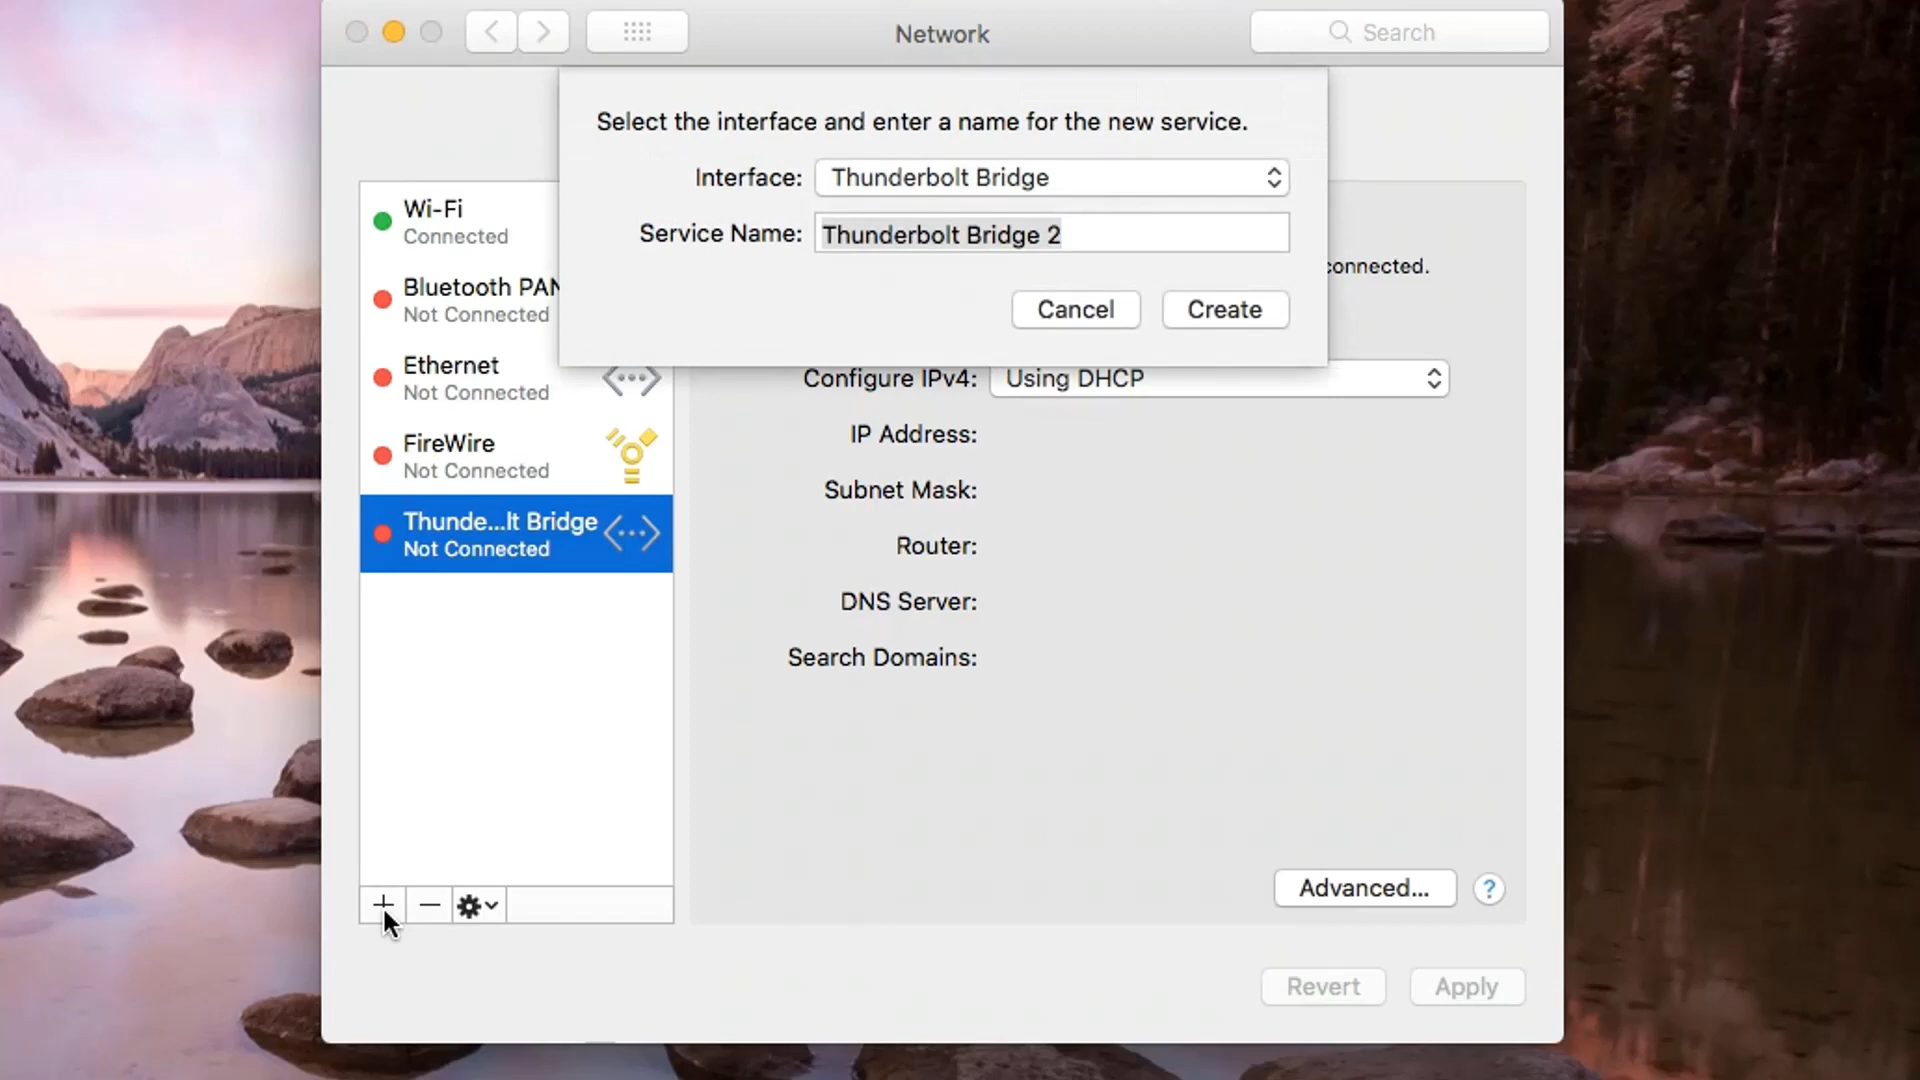 Network
Search
Select the interface and enter a name for the new service.
Interface: Thunderbolt Bridge
Service Name: Thunderbolt Bridge 2
Cancel
Create
Wi-Fi
Connected
Bluetooth PAN
Not Connected
Ethernet
Not Connected
FireWire
Not Connected
Thunde...lt Bridge
Not Connected
connected.
Configure IPv4: Using DHCP
IP Address:
Subnet Mask:
Router:
DNS Server:
Search Domains:
Advanced...
?
Revert
Apply